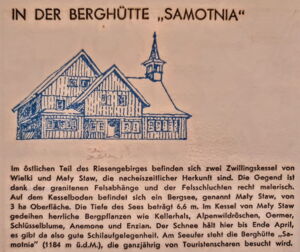 IN DER BERGHÜTTE „SAMOTNIA“
Im östlichen Teil des Riesengebirges befinden sich zwei Zwillingskessel von
Wielki und Mały Staw, die nacheiszeitlicher Herkunft sind. Die Gegend ist
dank der granitenen Felsabhänge und der Felsschluchten recht malerisch.
Auf dem Kesselboden befindet sich ein Bergsee, genannt Mały Staw, von
3 ha Oberfläche. Die Tiefe des Sees beträgt 6,6 m. Im Kessel von Mały Staw
gedeihen herrliche Bergpflanzen wie Kellerhals, Alpenwildröschen, Oermer,
Schlüsselblume, Anemone und Enzian. Der Schnee hält hier bis Ende April,
es gibt da also gute Schilaufgelegenheit. Am Seeufer steht die Berghütte „Sa-
motnia“ (1184 m ü.d.M.), die ganzjährig von Touristenscharen besucht wird.